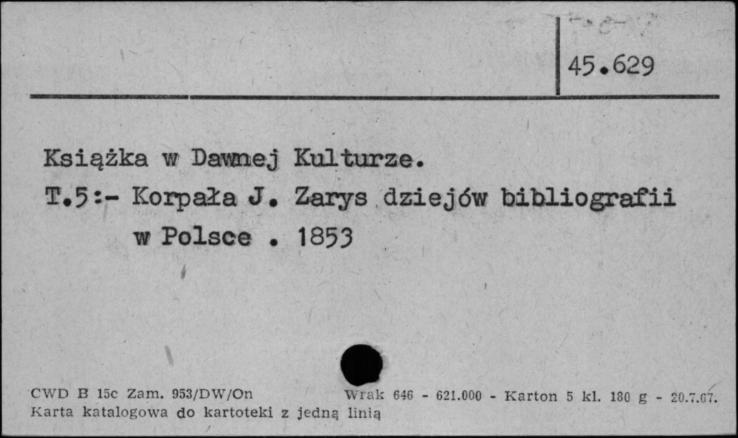 45.629
Książka w Dawnej Kulturze.
T.5:- Korpała J. Zarys dziejów bibliografii
w Polsce . 1853
CWD B 15c Zam. 953/DW/On Wrak 646 - 621.000 - Karton 5 kl. 180 g - 20.7.67.
Karta katalogowa do kartoteki z jedną linią